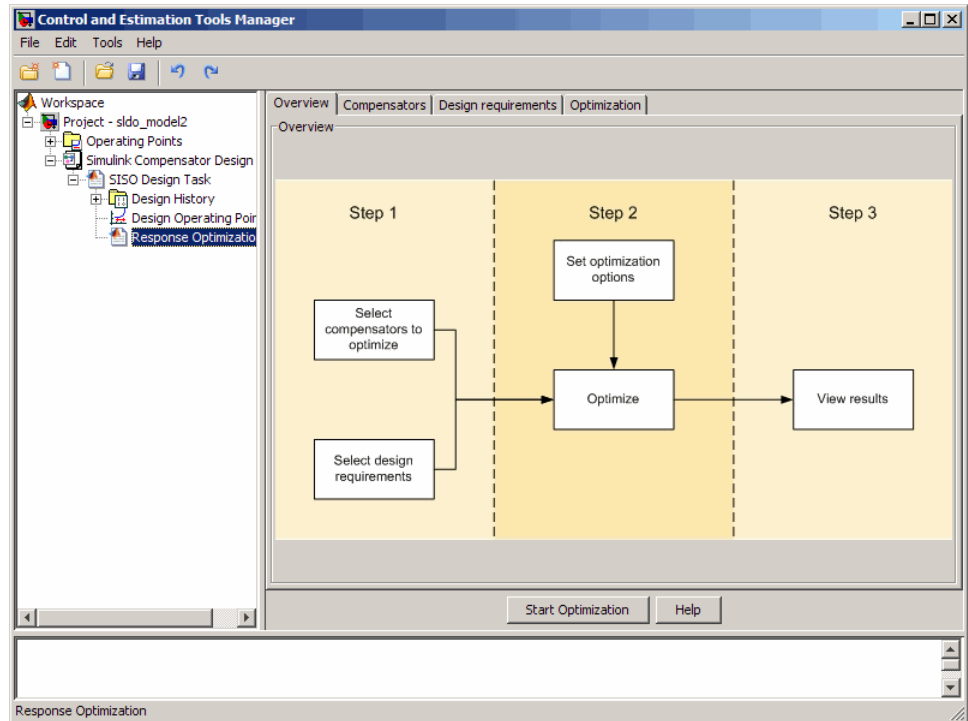 Control and Estimation Tools Manager
File Edit Tools Help
Workspace
Project - sldo_model2
Operating Points
Simulink Compensator Design
SISO Design Task
Design History
Design Operating Poir
Response Optimizatio
Overview Compensators Design requirements Optimization
Overview
Step 1
Step 2
Step 3
Set optimization
options
Select
compensators to
optimize
Optimize
View results
Select design
requirements
Start Optimization Help
Response Optimization